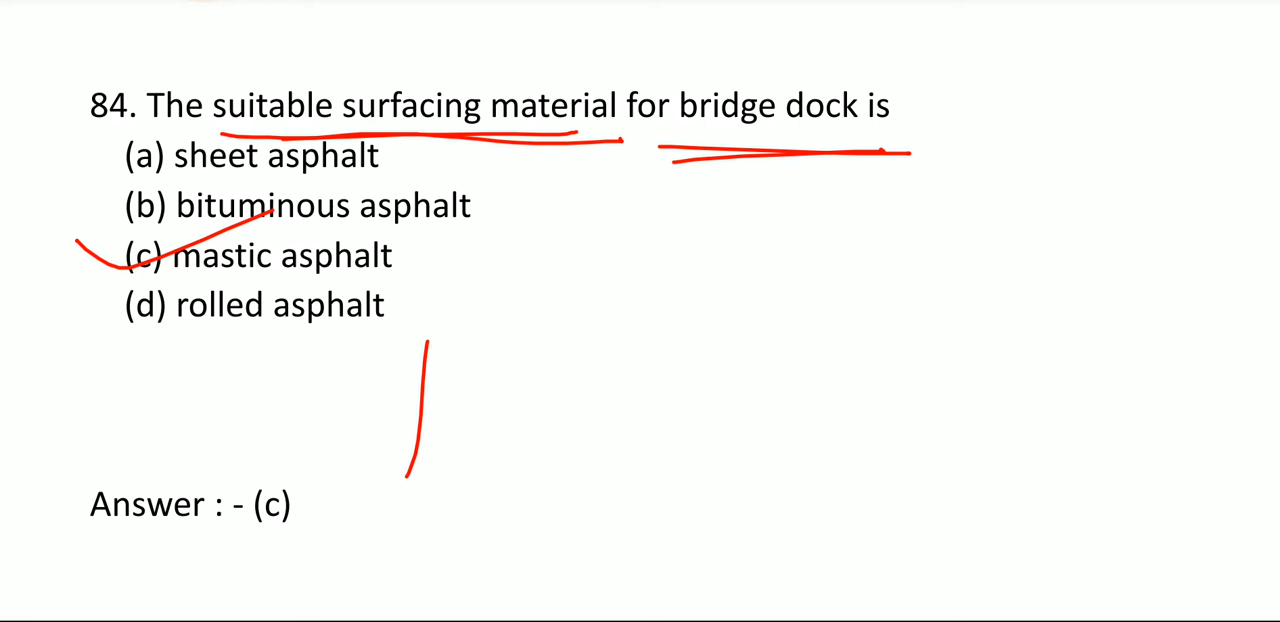 84. The suitable surfacing material for bridge dock is
(a) sheet asphalt
(b) bituminous asphalt
(c) mastic asphalt
(d) rolled asphalt
Answer : - (c)